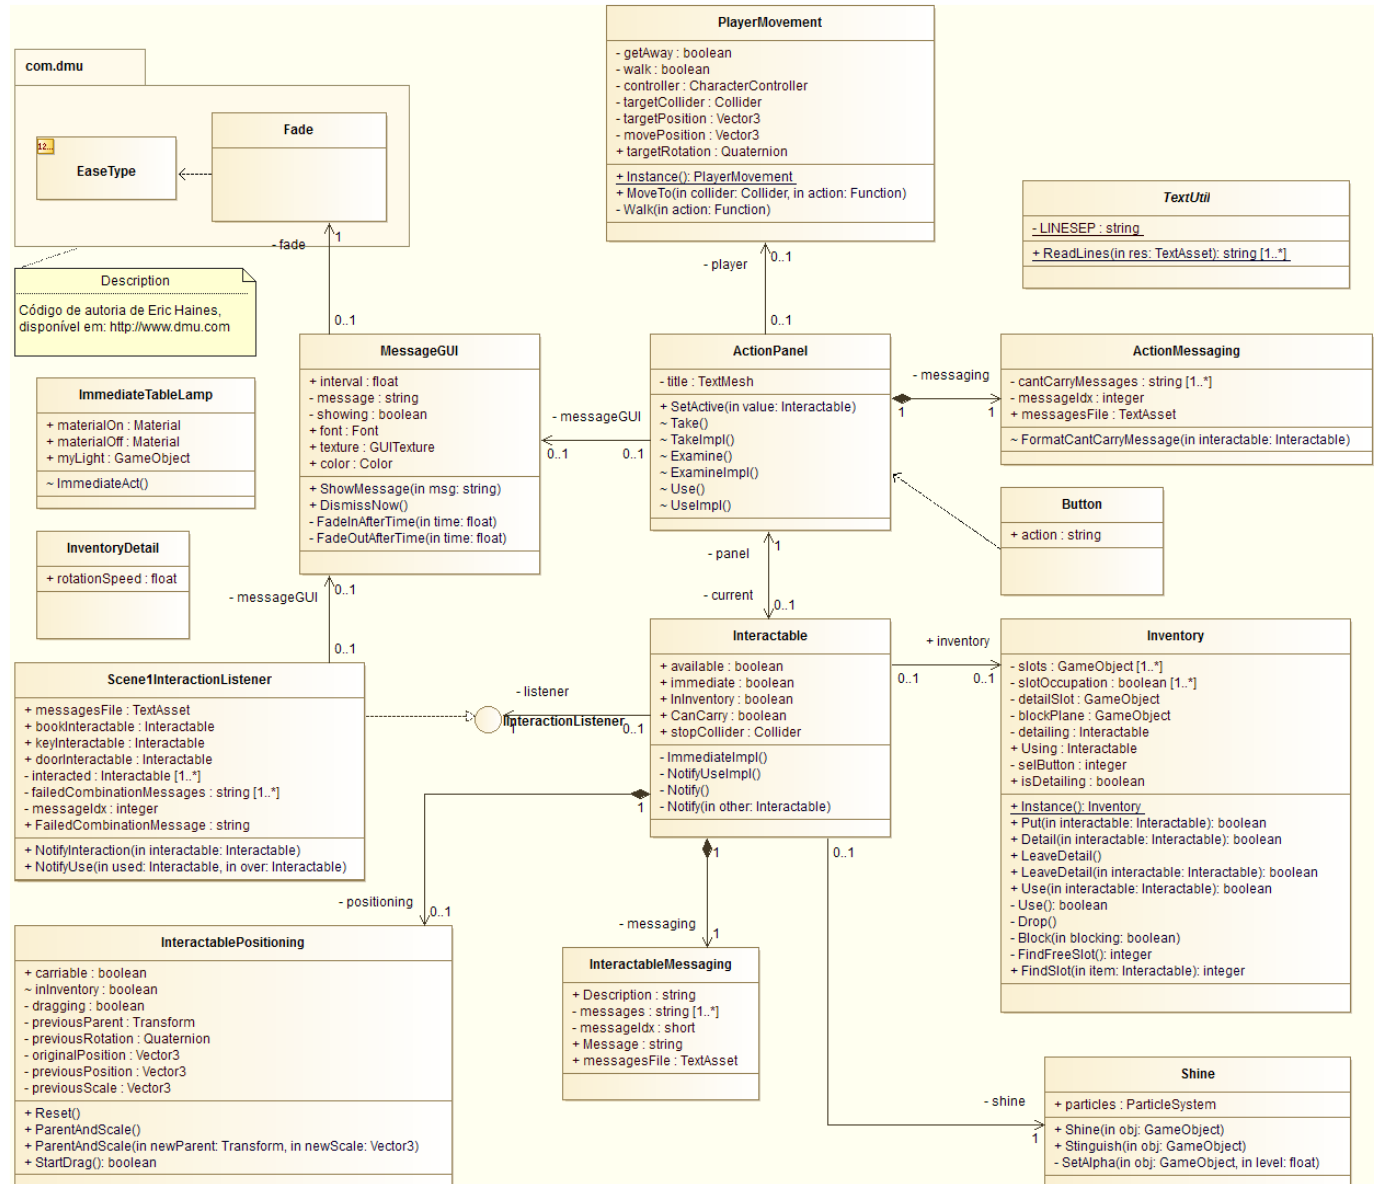 com.dmu
12...
EaseType
Fade
- fade
1
0..1
Description
Código de autoria de Eric Haines,
disponível em: http://www.dmu.com
PlayerMovement
- getAway : boolean
- walk : boolean
- controller : CharacterController
- targetCollider : Collider
- targetPosition : Vector3
- movePosition : Vector3
+ targetRotation : Quaternion
+ Instance(): PlayerMovement
+ MoveTo(in collider: Collider, in action: Function)
- Walk(in action: Function)
- player
0..1
0..1
TextUtil
- LINESEP : string
+ ReadLines(in res: TextAsset): string [1..*]
MessageGUI
+ interval : float
- message : string
- showing : boolean
+ font : Font
+ texture : GUITexture
+ color : Color
+ ShowMessage(in msg: string)
+ DismissNow()
- FadeInAfterTime(in time: float)
- FadeOutAfterTime(in time: float)
- messageGUI
0..1
0..1
ActionPanel
- title : TextMesh
+ SetActive(in value: Interactable)
~ Take()
~ TakeImpl()
~ Examine()
~ ExamineImpl()
~ Use()
~ UseImpl()
- messaging
1
1
ActionMessaging
- cantCarryMessages : string [1..*]
- messageIdx : integer
+ messagesFile : TextAsset
~ FormatCantCarryMessage(in interactable: Interactable)
Button
+ action : string
ImmediateTableLamp
+ materialOn : Material
+ materialOff : Material
+ myLight : GameObject
~ ImmediateAct()
InventoryDetail
+ rotationSpeed : float
- messageGUI
0..1
0..1
- panel
1
- current
0..1
Scene1InteractionListener
+ messagesFile : TextAsset
+ bookInteractable : Interactable
+ keyInteractable : Interactable
+ doorInteractable : Interactable
- interacted : Interactable [1..*]
- failedCombinationMessages : string [1..*]
- messageIdx : integer
+ FailedCombinationMessage : string
+ NotifyInteraction(in interactable: Interactable)
+ NotifyUse(in used: Interactable, in over: Interactable)
- listener
IInteractionListener
1
0..1
Interactable
+ available : boolean
+ immediate : boolean
+ InInventory : boolean
+ CanCarry : boolean
+ stopCollider : Collider
- ImmediateImpl()
- NotifyUseImpl()
- Notify()
- Notify(in other: Interactable)
+ inventory
0..1
0..1
Inventory
- slots : GameObject [1..*]
- slotOccupation : boolean [1..*]
- detailSlot : GameObject
- blockPlane : GameObject
- detailing : Interactable
+ Using : Interactable
- selButton : integer
+ isDetailing : boolean
+ Instance(): Inventory
+ Put(in interactable: Interactable): boolean
+ Detail(in interactable: Interactable): boolean
+ LeaveDetail()
+ LeaveDetail(in interactable: Interactable): boolean
+ Use(in interactable: Interactable): boolean
- Use(): boolean
- Drop()
- Block(in blocking: boolean)
- FindFreeSlot(): integer
+ FindSlot(in item: Interactable): integer
1
- positioning
0..1
InteractablePositioning
+ carriable : boolean
~ inInventory : boolean
- dragging : boolean
- previousParent : Transform
- previousRotation : Quaternion
- originalPosition : Vector3
- previousPosition : Vector3
- previousScale : Vector3
+ Reset()
+ ParentAndScale()
+ ParentAndScale(in newParent: Transform, in newScale: Vector3)
+ StartDrag(): boolean
1
- messaging
1
InteractableMessaging
+ Description : string
- messages : string [1..*]
- messageIdx : short
+ Message : string
+ messagesFile : TextAsset
0..1
- shine
1
Shine
+ particles : ParticleSystem
+ Shine(in obj: GameObject)
+ Stinguish(in obj: GameObject)
- SetAlpha(in obj: GameObject, in level: float)